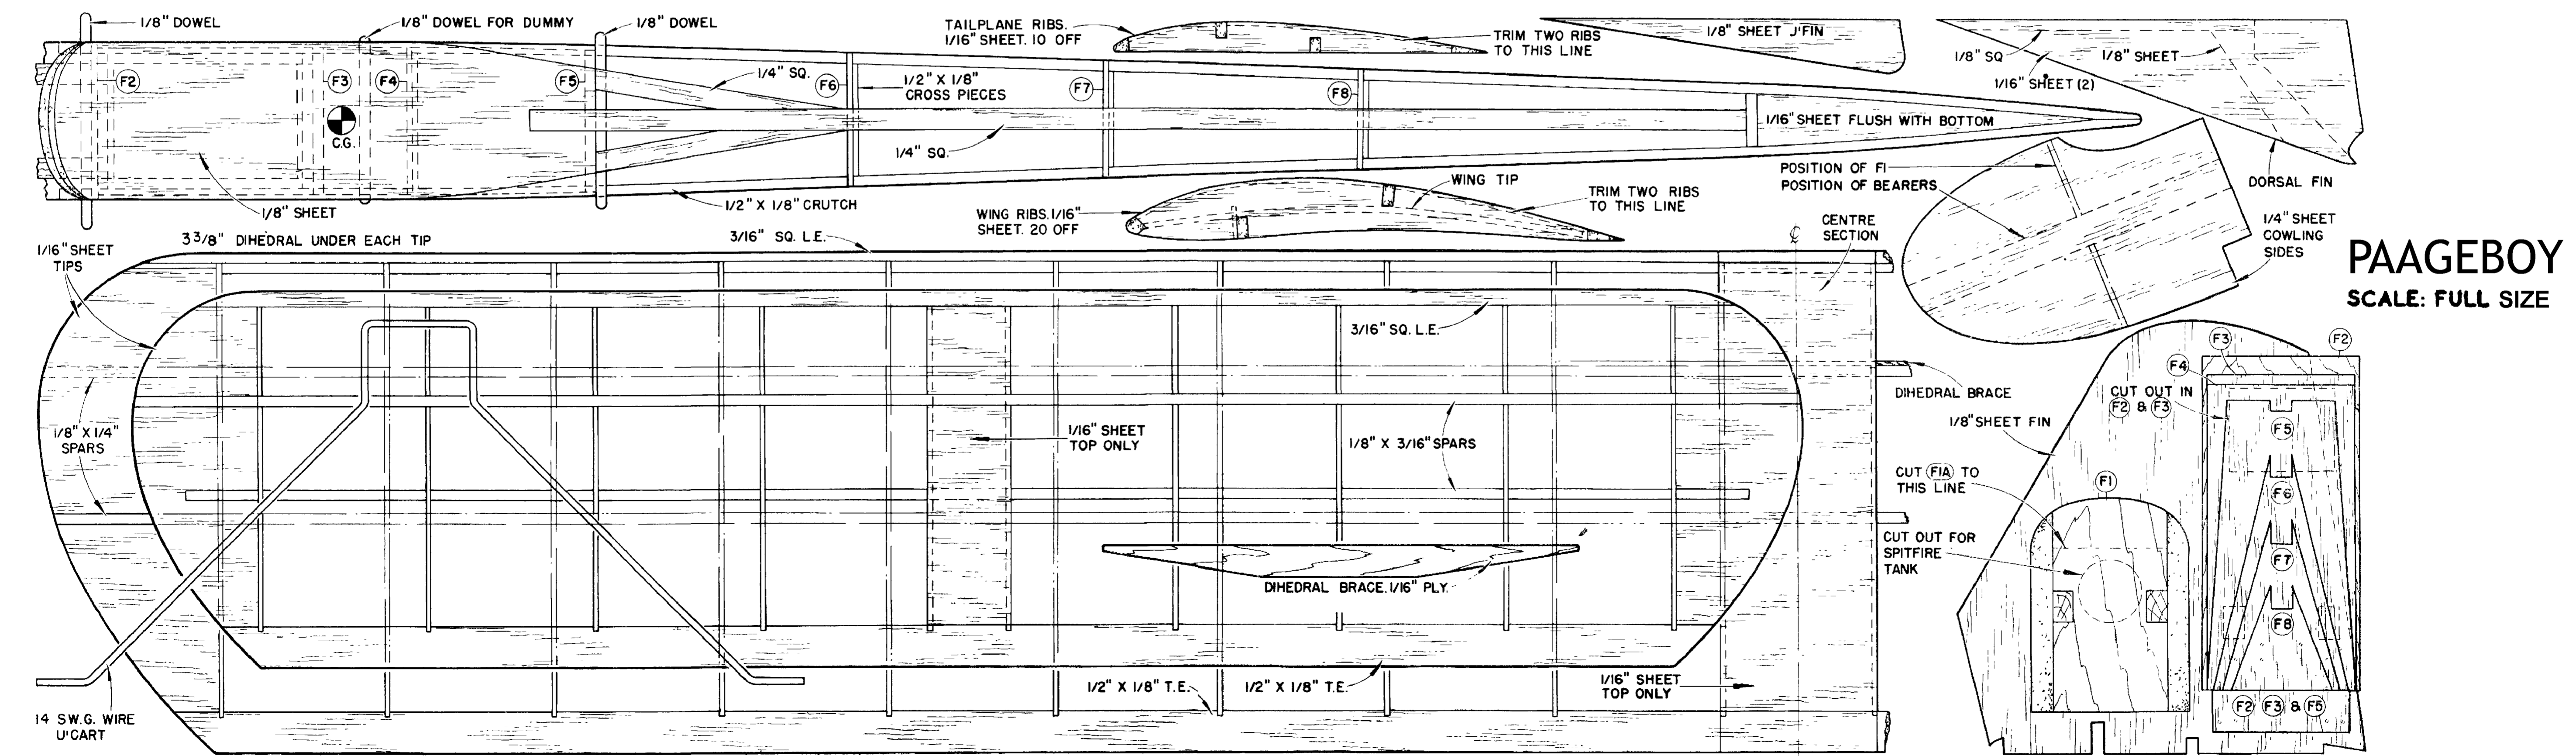 1/8" DOWEL
1/8" DOWEL FOR DUMMY
1/8" DOWEL
F2
F3
F4
F5
C.G.
1/4" SQ.
F6
1/2" X 1/8"
CROSS PIECES
F7
F8
1/4" SQ.
1/16" SHEET FLUSH WITH BOTTOM
1/8" SHEET
1/2" X 1/8" CRUTCH
TAILPLANE RIBS.
1/16" SHEET. 10 OFF
TRIM TWO RIBS
TO THIS LINE
1/8" SHEET J'FIN
1/8" SQ
1/8" SHEET
1/16" SHEET (2)
DORSAL FIN
WING RIBS. 1/16"
SHEET. 20 OFF
WING TIP
TRIM TWO RIBS
TO THIS LINE
POSITION OF F1
POSITION OF BEARERS
1/4" SHEET
COWLING
SIDES
PAAGEBOY
SCALE: FULL SIZE
1/16" SHEET
TIPS
3 3/8" DIHEDRAL UNDER EACH TIP
3/16" SQ. L.E.
CENTRE
SECTION
3/16" SQ. L.E.
1/8" X 1/4"
SPARS
1/16" SHEET
TOP ONLY
1/8" X 3/16" SPARS
DIHEDRAL BRACE
DIHEDRAL BRACE. 1/16" PLY.
1/2" X 1/8" T.E.
1/2" X 1/8" T.E.
1/16" SHEET
TOP ONLY
14 S.W.G. WIRE
U'CART
1/8" SHEET FIN
CUT F1A TO
THIS LINE
F1
CUT OUT FOR
SPITFIRE
TANK
F3
F2
F4
CUT OUT IN
F2 & F3
F5
F6
F7
F8
F2 F3 & F5